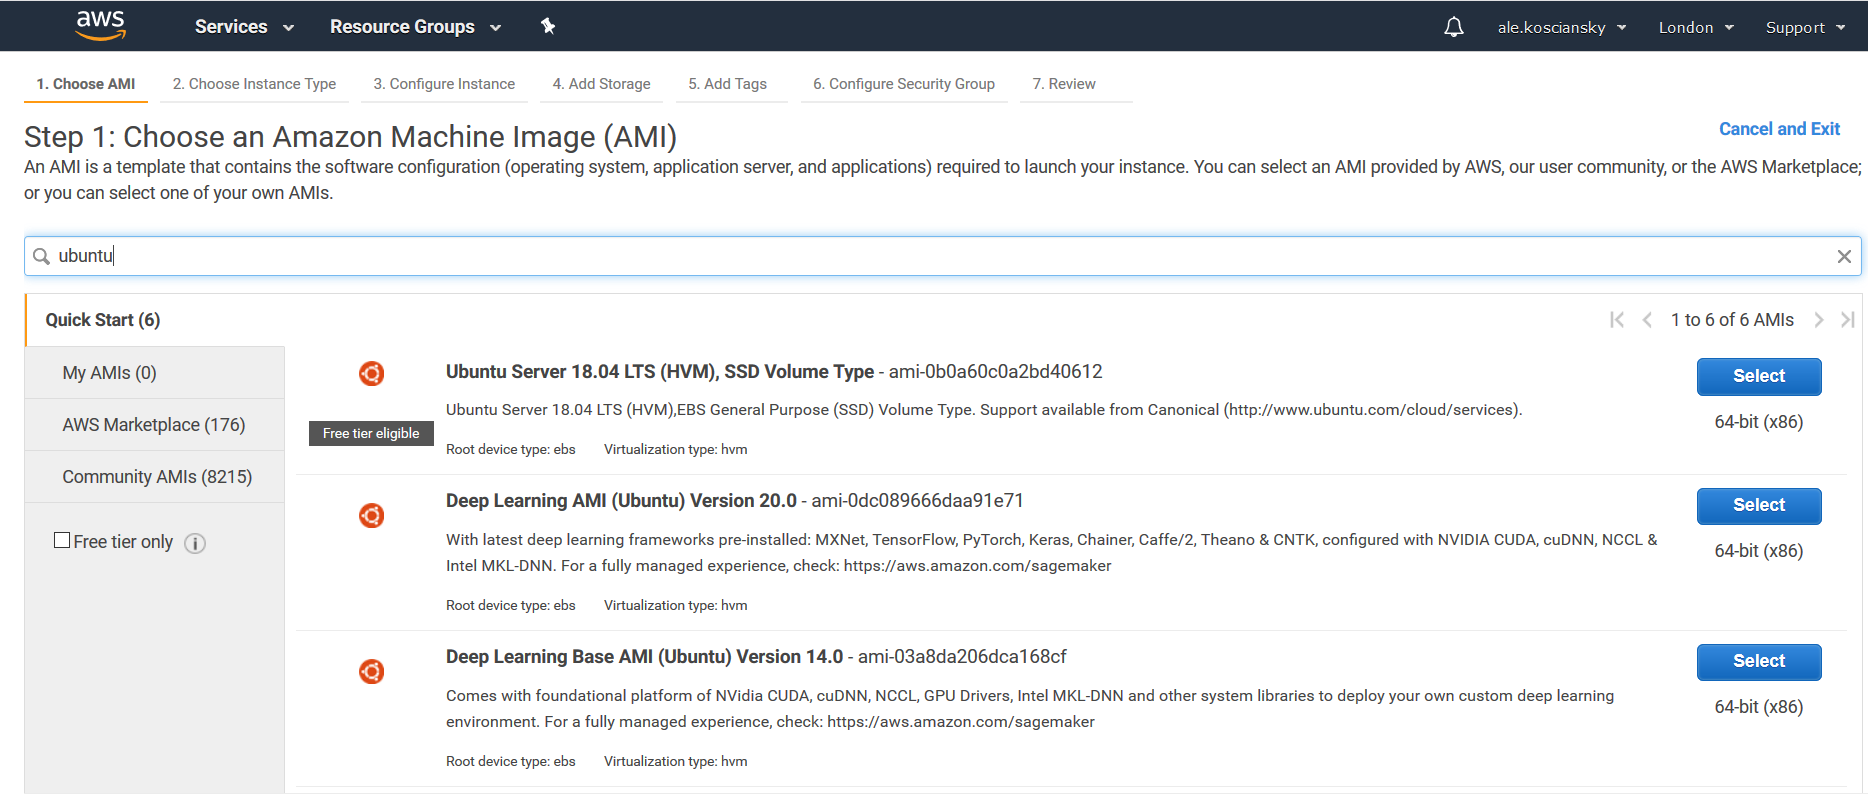 aws Services Resource Groups ale.kosciansky London Support
1. Choose AMI 2. Choose Instance Type 3. Configure Instance 4. Add Storage 5. Add Tags 6. Configure Security Group 7. Review
Step 1: Choose an Amazon Machine Image (AMI)
Cancel and Exit
An AMI is a template that contains the software configuration (operating system, application server, and applications) required to launch your instance. You can select an AMI provided by AWS, our user community, or the AWS Marketplace;
or you can select one of your own AMIs.
ubuntu
Quick Start (6)
1 to 6 of 6 AMIs
My AMIs (0)
AWS Marketplace (176)
Community AMIs (8215)
Free tier only
Ubuntu Server 18.04 LTS (HVM), SSD Volume Type - ami-0b0a60c0a2bd40612
Select
Ubuntu Server 18.04 LTS (HVM),EBS General Purpose (SSD) Volume Type. Support available from Canonical (http://www.ubuntu.com/cloud/services).
64-bit (x86)
Free tier eligible
Root device type: ebs Virtualization type: hvm
Deep Learning AMI (Ubuntu) Version 20.0 - ami-0dc089666daa91e71
Select
With latest deep learning frameworks pre-installed: MXNet, TensorFlow, PyTorch, Keras, Chainer, Caffe/2, Theano & CNTK, configured with NVIDIA CUDA, cuDNN, NCCL &
Intel MKL-DNN. For a fully managed experience, check: https://aws.amazon.com/sagemaker
64-bit (x86)
Root device type: ebs Virtualization type: hvm
Deep Learning Base AMI (Ubuntu) Version 14.0 - ami-03a8da206dca168cf
Select
Comes with foundational platform of NVidia CUDA, cuDNN, NCCL, GPU Drivers, Intel MKL-DNN and other system libraries to deploy your own custom deep learning
environment. For a fully managed experience, check: https://aws.amazon.com/sagemaker
64-bit (x86)
Root device type: ebs Virtualization type: hvm